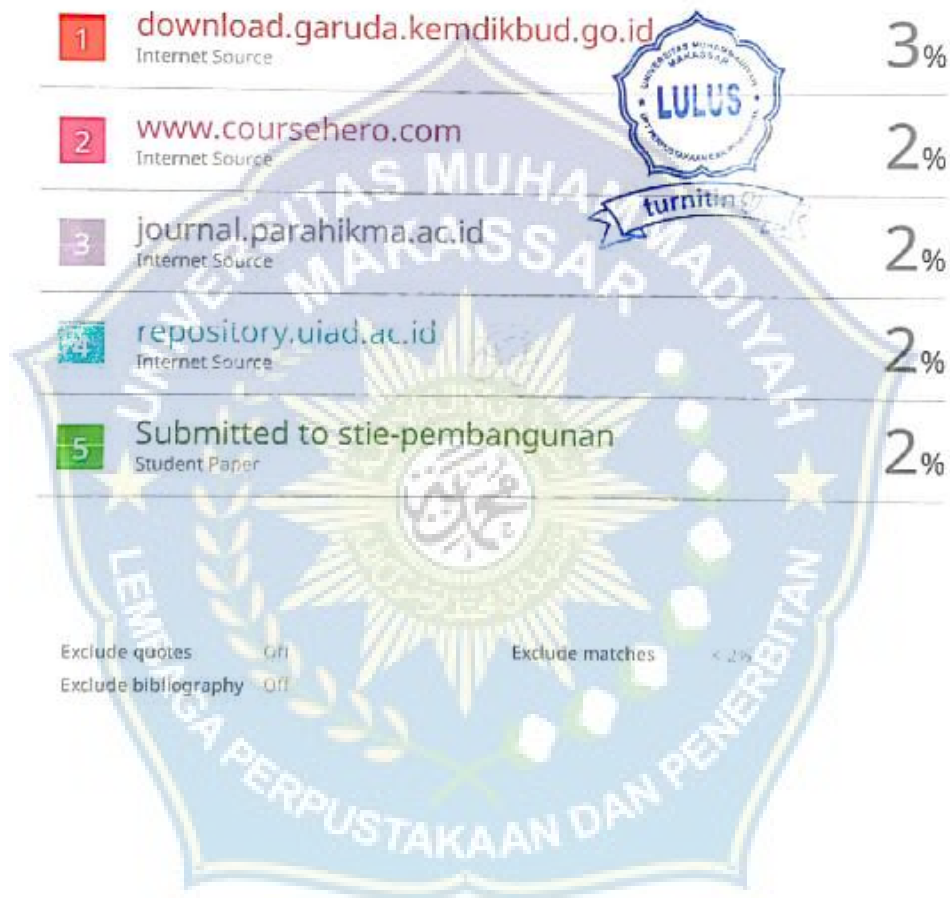 1 download.garuda.kemdikbud.go.id 3%
Internet Source
2 www.coursehero.com 2%
Internet Source
3 journal.parahikma.ac.id 2%
Internet Source
4 repository.uiad.ac.id 2%
Internet Source
5 Submitted to stie-pembangunan 2%
Student Paper
UNIVERSITAS MUHAMMADIYAH
MAKASSAR
LULUS
turnitin
UNIVERSITAS MUHAMMADIYAH
MAKASSAR
Exclude quotes Off
Exclude matches < 2%
Exclude bibliography Off
LEMBAGA PERPUSTAKAAN DAN PENERBITAN